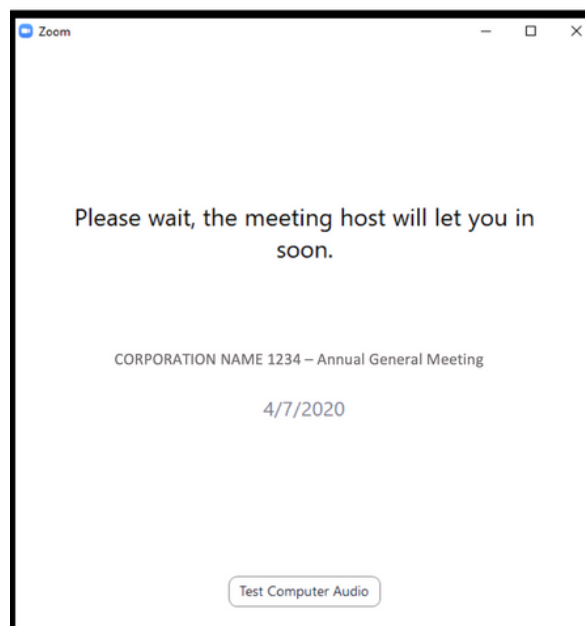 Zoom
Please wait, the meeting host will let you in
soon.
CORPORATION NAME 1234 – Annual General Meeting
4/7/2020
Test Computer Audio